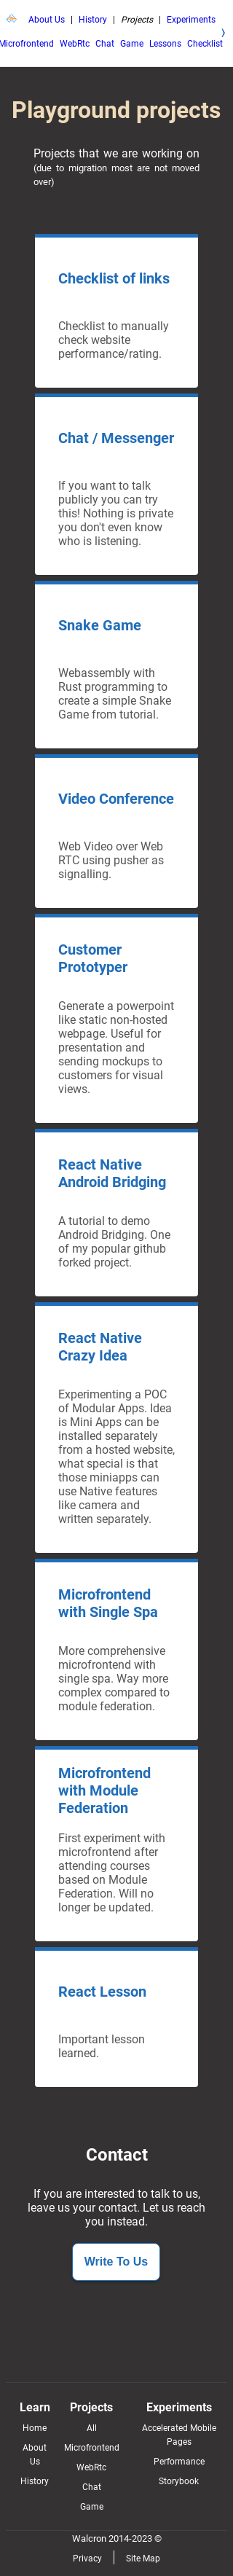 About Us | History | Projects | Experiments
Microfrontend WebRtc Chat Game Lessons Checklist
Playground projects
Projects that we are working on
(due to migration most are not moved
over)
Checklist of links
Checklist to manually
check website
performance/rating.
Chat / Messenger
If you want to talk
publicly you can try
this! Nothing is private
you don't even know
who is listening.
Snake Game
Webassembly with
Rust programming to
create a simple Snake
Game from tutorial.
Video Conference
Web Video over Web
RTC using pusher as
signalling.
Customer
Prototyper
Generate a powerpoint
like static non-hosted
webpage. Useful for
presentation and
sending mockups to
customers for visual
views.
React Native
Android Bridging
A tutorial to demo
Android Bridging. One
of my popular github
forked project.
React Native
Crazy Idea
Experimenting a POC
of Modular Apps. Idea
is Mini Apps can be
installed separately
from a hosted website,
what special is that
those miniapps can
use Native features
like camera and
written separately.
Microfrontend
with Single Spa
More comprehensive
microfrontend with
single spa. Way more
complex compared to
module federation.
Microfrontend
with Module
Federation
First experiment with
microfrontend after
attending courses
based on Module
Federation. Will no
longer be updated.
React Lesson
Important lesson
learned.
Contact
If you are interested to talk to us,
leave us your contact. Let us reach
you instead.
Write To Us
Learn
Home
About
Us
History
Projects
All
Microfrontend
WebRtc
Chat
Game
Experiments
Accelerated Mobile
Pages
Performance
Storybook
Walcron 2014-2023 ©
Privacy | Site Map